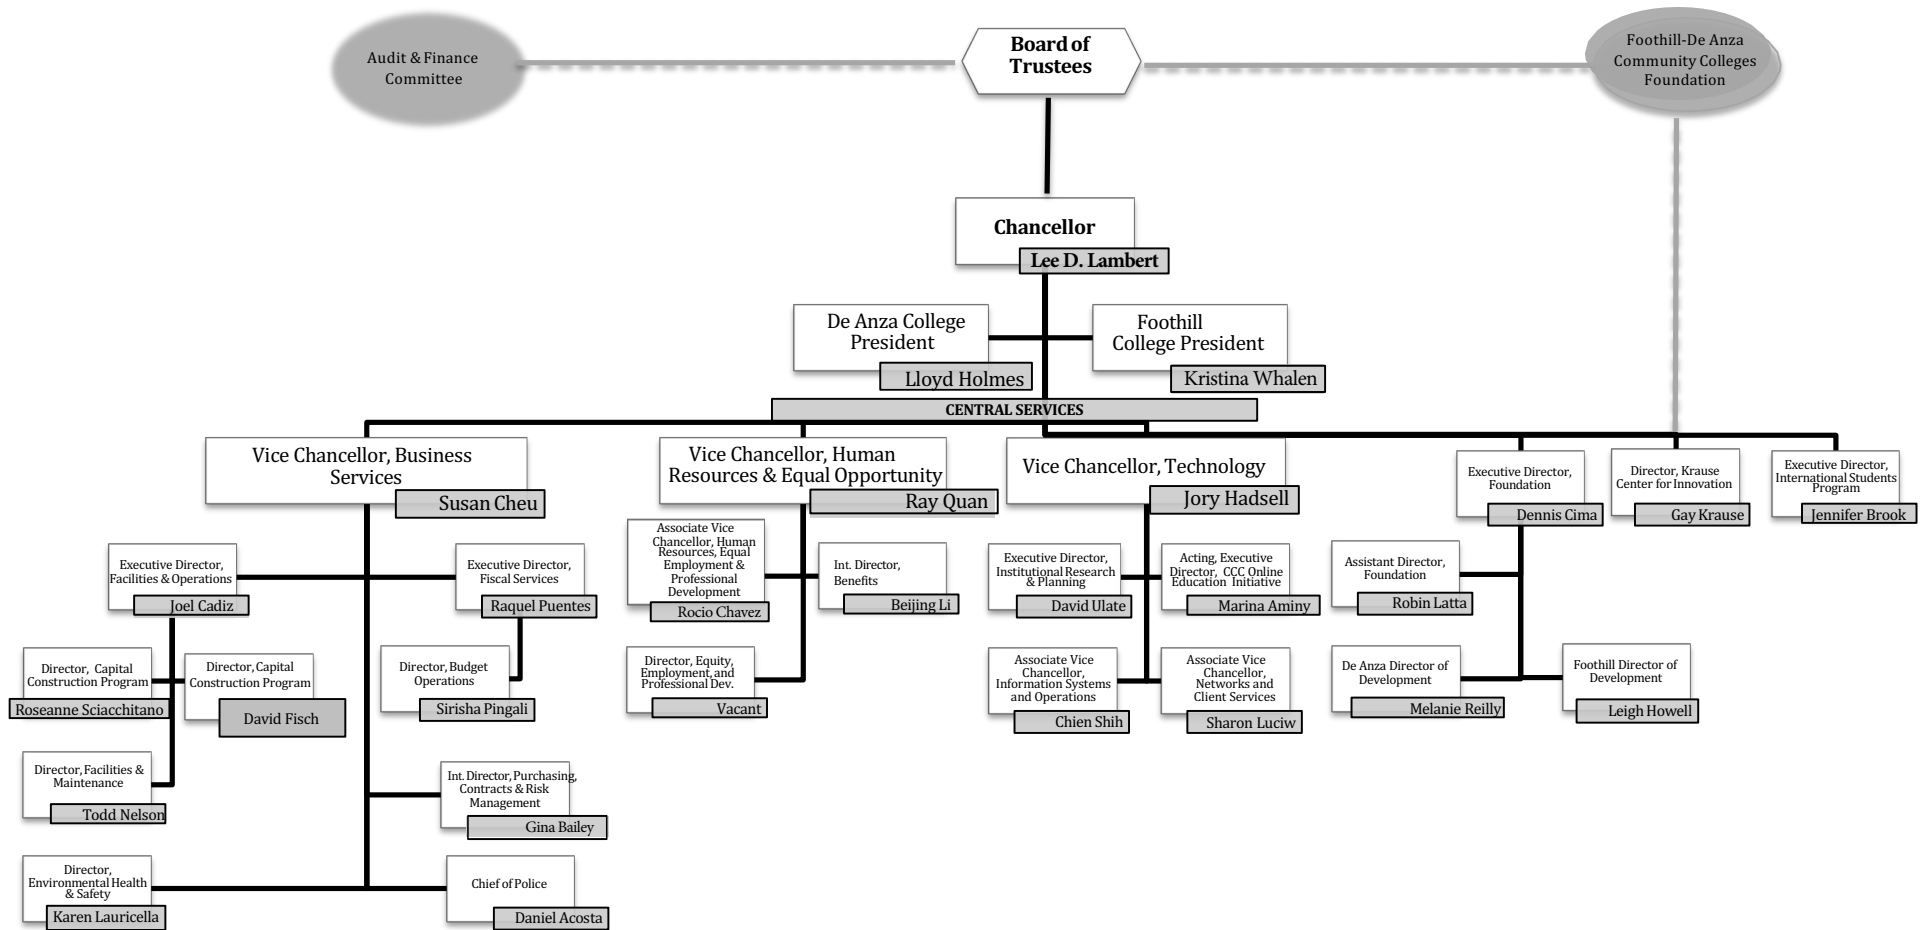 Audit & Finance
Committee
Board of
Trustees
Foothill-De Anza
Community Colleges
Foundation
Chancellor
Lee D. Lambert
De Anza College
President
Lloyd Holmes
Foothill
College President
Kristina Whalen
CENTRAL SERVICES
Vice Chancellor, Business
Services
Susan Cheu
Vice Chancellor, Human
Resources & Equal Opportunity
Ray Quan
Vice Chancellor, Technology
Jory Hadsell
Executive Director,
Foundation
Dennis Cima
Director, Krause
Center for Innovation
Gay Krause
Executive Director,
International Students
Program
Jennifer Brook
Executive Director,
Facilities & Operations
Joel Cadiz
Executive Director,
Fiscal Services
Raquel Puentes
Associate Vice
Chancellor, Human
Resources, Equal
Employment &
Professional
Development
Rocio Chavez
Int. Director,
Benefits
Beijing Li
Executive Director,
Institutional Research
& Planning
David Ulate
Acting, Executive
Director, CCC Online
Education Initiative
Marina Aminy
Assistant Director,
Foundation
Robin Latta
Director, Capital
Construction Program
Roseanne Sciacchitano
Director, Capital
Construction Program
David Fisch
Director, Budget
Operations
Sirisha Pingali
Director, Equity,
Employment, and
Professional Dev.
Vacant
Associate Vice
Chancellor,
Information Systems
and Operations
Chien Shih
Associate Vice
Chancellor,
Networks and
Client Services
Sharon Luciw
De Anza Director of
Development
Melanie Reilly
Foothill Director of
Development
Leigh Howell
Director, Facilities &
Maintenance
Todd Nelson
Int. Director, Purchasing,
Contracts & Risk
Management
Gina Bailey
Director,
Environmental Health
& Safety
Karen Lauricella
Chief of Police
Daniel Acosta